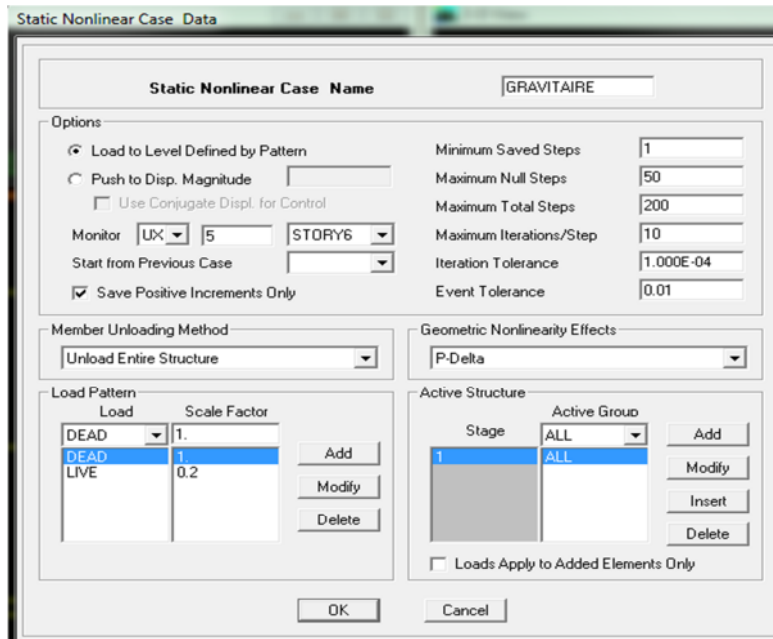 Static Nonlinear Case Data
Static Nonlinear Case Name
GRAVITAIRE
Options
Load to Level Defined by Pattern
Push to Disp. Magnitude
Use Conjugate Displ. for Control
Monitor UX 5 STORY6
Start from Previous Case
Save Positive Increments Only
Minimum Saved Steps 1
Maximum Null Steps 50
Maximum Total Steps 200
Maximum Iterations/Step 10
Iteration Tolerance 1.000E-04
Event Tolerance 0.01
Member Unloading Method
Unload Entire Structure
Geometric Nonlinearity Effects
P-Delta
Load Pattern
Load Scale Factor
DEAD 1.
DEAD 1.
LIVE 0.2
Add
Modify
Delete
Active Structure
Active Group
Stage ALL
1 ALL
Add
Modify
Insert
Delete
Loads Apply to Added Elements Only
OK Cancel